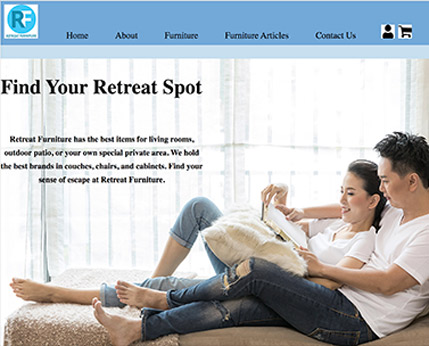 RF
RETREAT FURNITURE
Home About Furniture Furniture Articles Contact Us
Find Your Retreat Spot
Retreat Furniture has the best items for living rooms,
outdoor patio, or your own special private area. We hold
the best brands in couches, chairs, and cabinets. Find your
sense of escape at Retreat Furniture.